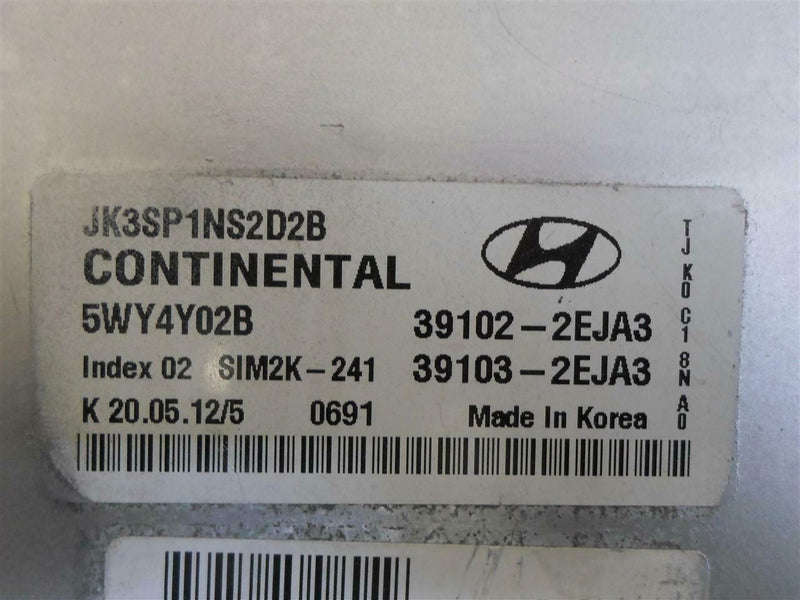 JK3SP1NS2D2B
CONTINENTAL
5WY4Y02B 39102-2EJA3
Index 02 SIM2K-241 39103-2EJA3
K 20.05.12/5 0691 Made In Korea
TJ K0 C1 8N A0